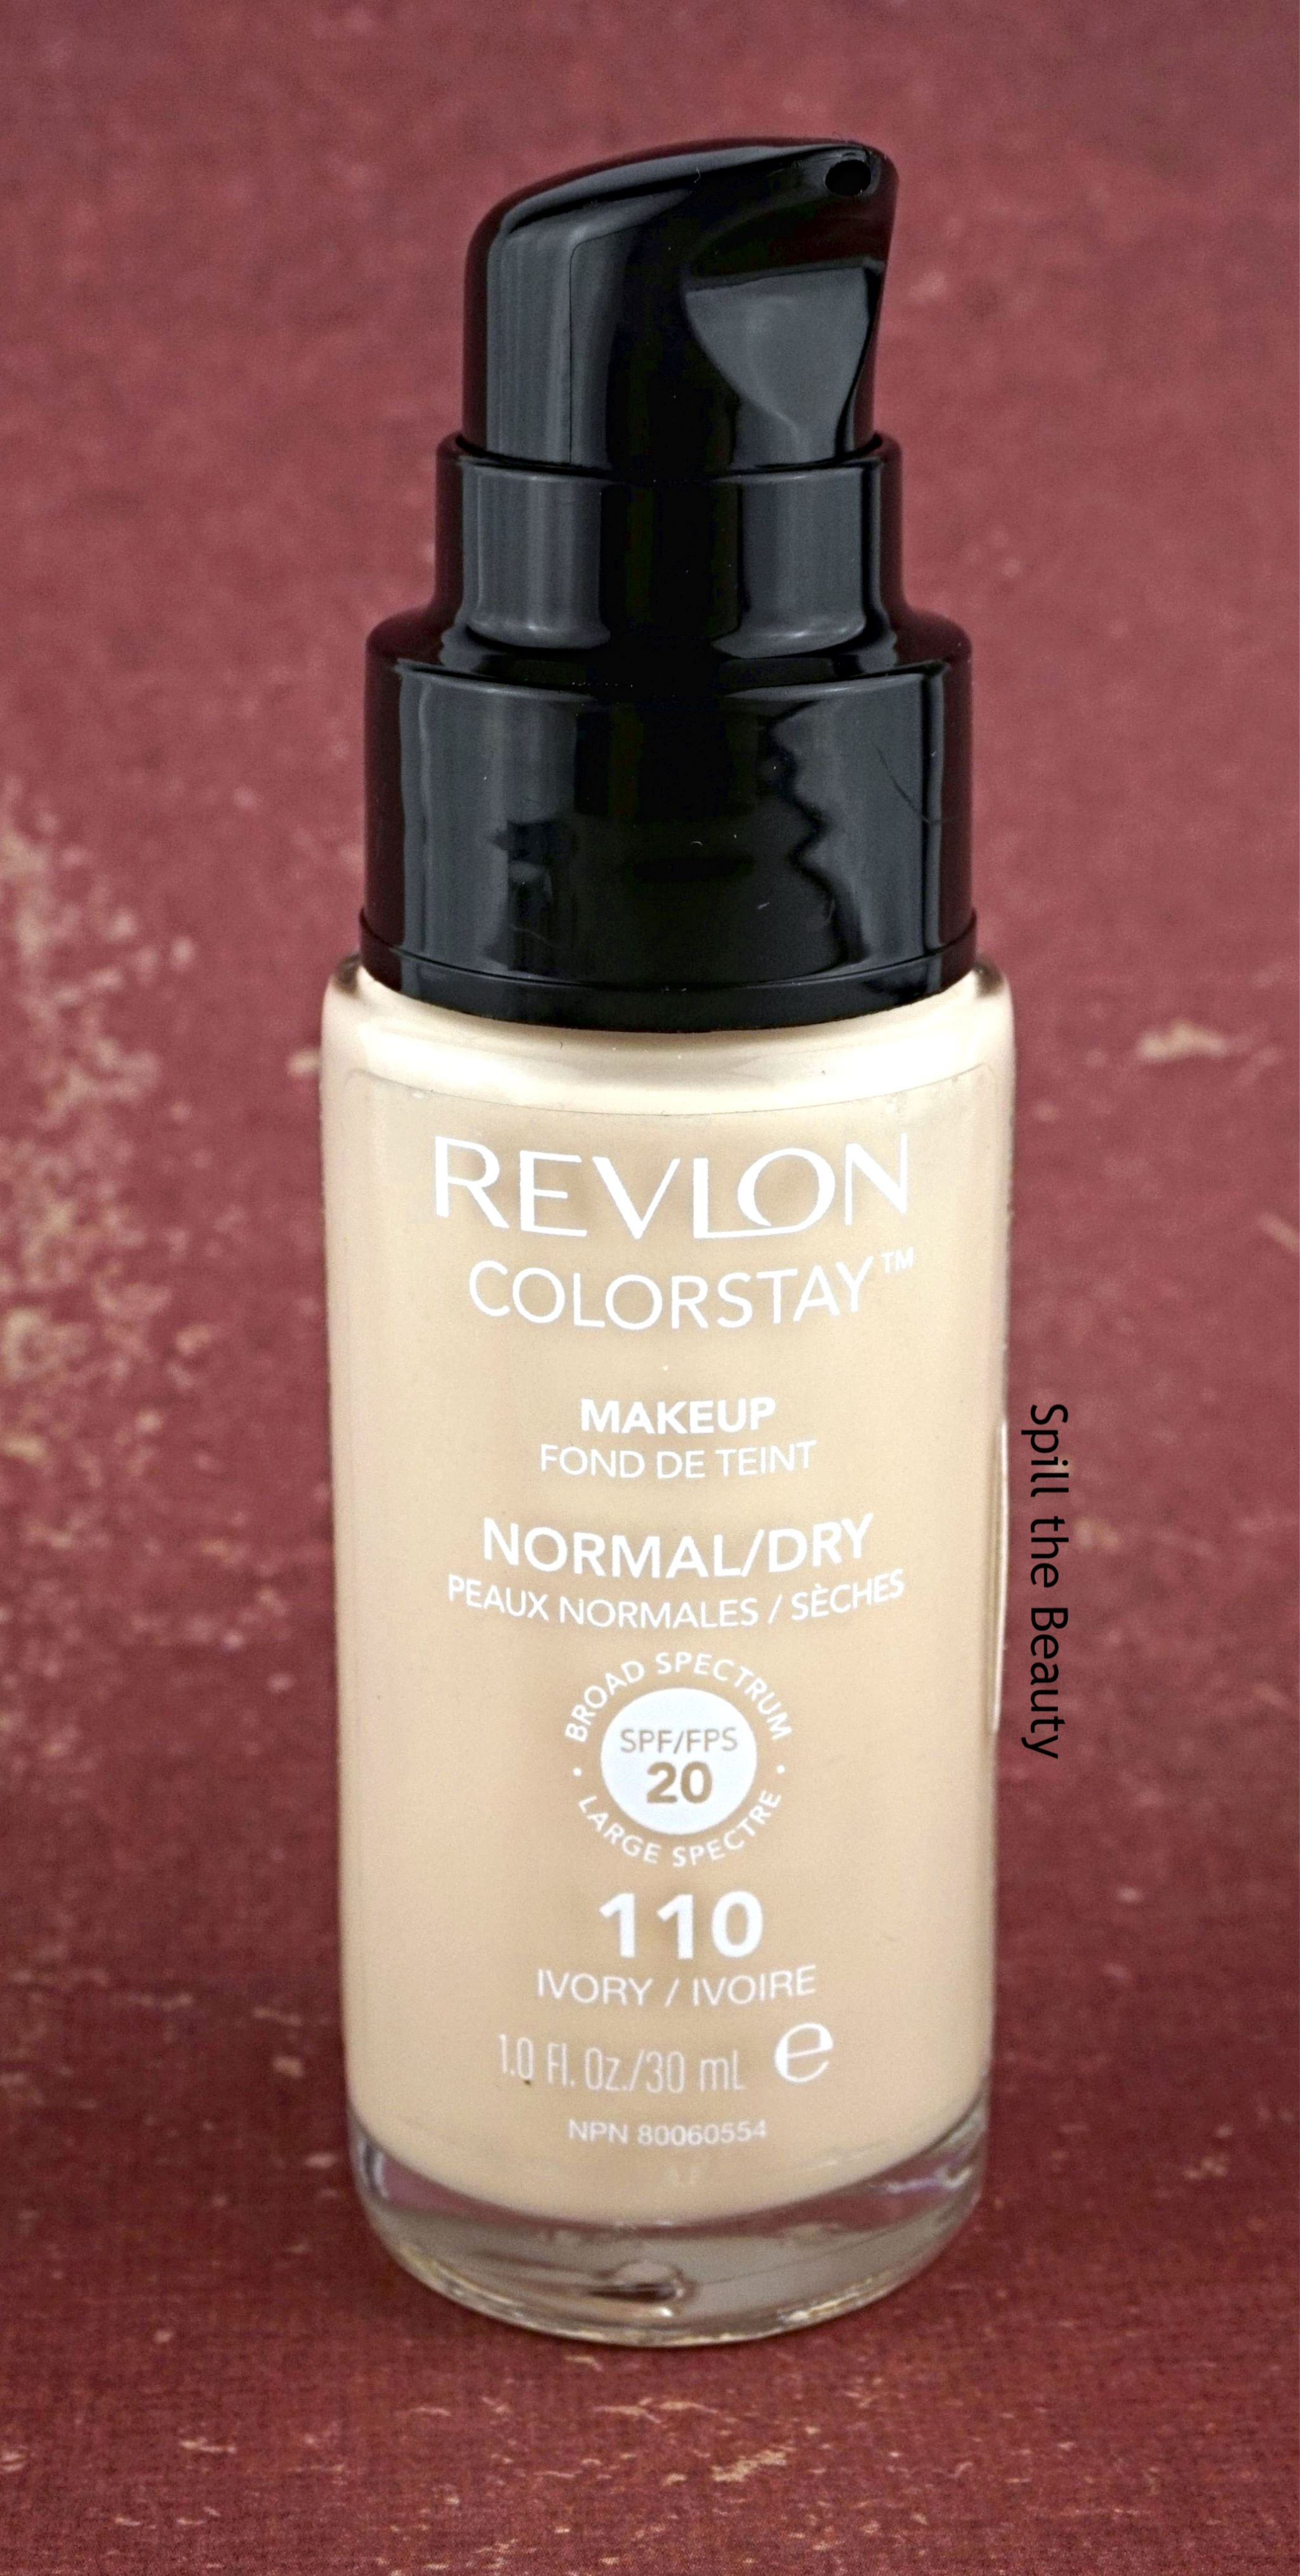 REVLON
COLORSTAY™
MAKEUP
FOND DE TEINT
NORMAL/DRY
PEAUX NORMALES / SÈCHES
BROAD SPECTRUM
SPF/FPS
20
· LARGE SPECTRE ·
110
IVORY / IVOIRE
1.0 Fl. Oz./30 mL ℮
NPN 80060554
Spill the Beauty